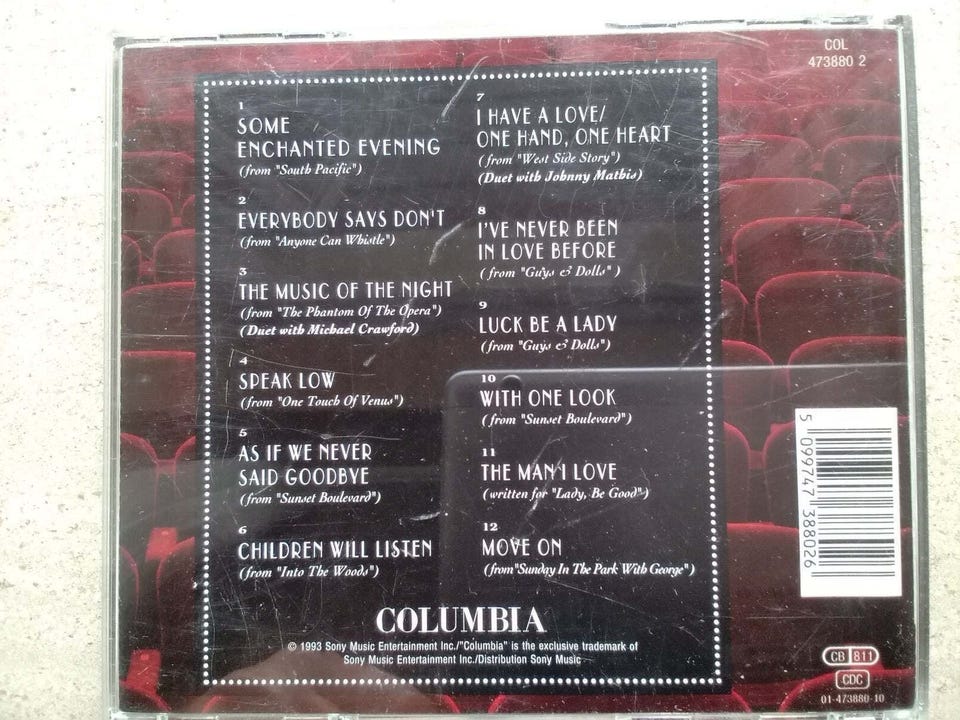 COL
473880 2
1
SOME
ENCHANTED EVENING
(from "South Pacific")
2
EVERYBODY SAYS DON'T
(from "Anyone Can Whistle")
3
THE MUSIC OF THE NIGHT
(from "The Phantom Of The Opera")
(Duet with Michael Crawford)
4
SPEAK LOW
(from "One Touch Of Venus")
5
AS IF WE NEVER
SAID GOODBYE
(from "Sunset Boulevard")
6
CHILDREN WILL LISTEN
(from "Into The Woods")
7
I HAVE A LOVE/
ONE HAND, ONE HEART
(from "West Side Story")
(Duet with Johnny Mathis)
8
I'VE NEVER BEEN
IN LOVE BEFORE
(from "Guys & Dolls")
9
LUCK BE A LADY
(from "Guys & Dolls")
10
WITH ONE LOOK
(from "Sunset Boulevard")
11
THE MAN I LOVE
(written for "Lady, Be Good")
12
MOVE ON
(from "Sunday In The Park With George")
COLUMBIA
© 1993 Sony Music Entertainment Inc./"Columbia" is the exclusive trademark of
Sony Music Entertainment Inc./Distribution Sony Music
5 099747 388026
CB 811
CDC
01-473880-10